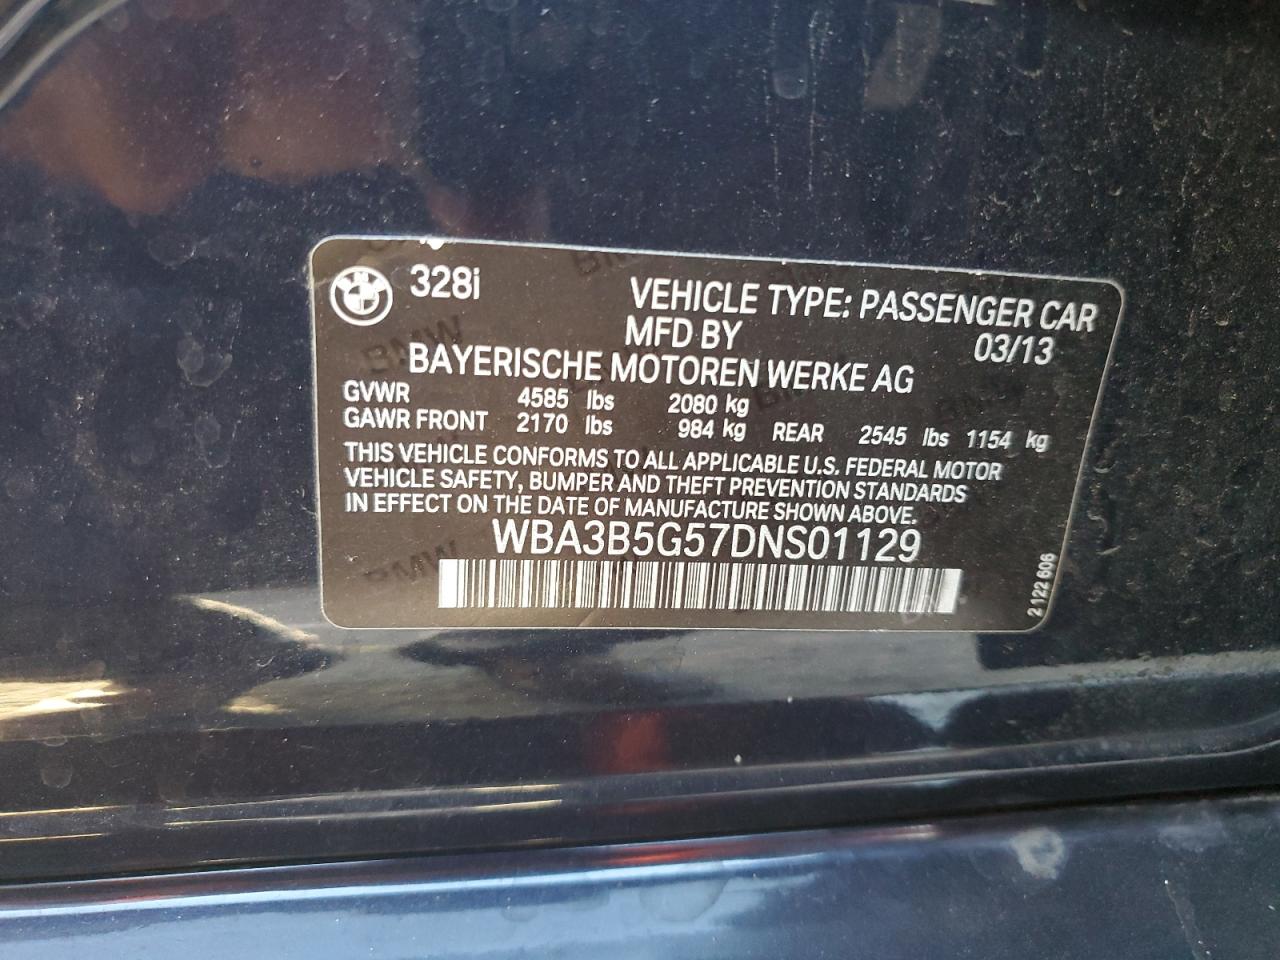 328i
VEHICLE TYPE: PASSENGER CAR
MFD BY 03/13
BAYERISCHE MOTOREN WERKE AG
GVWR 4585 lbs 2080 kg
GAWR FRONT 2170 lbs 984 kg REAR 2545 lbs 1154 kg
THIS VEHICLE CONFORMS TO ALL APPLICABLE U.S. FEDERAL MOTOR
VEHICLE SAFETY, BUMPER AND THEFT PREVENTION STANDARDS
IN EFFECT ON THE DATE OF MANUFACTURE SHOWN ABOVE.
WBA3B5G57DNS01129
2 122 606